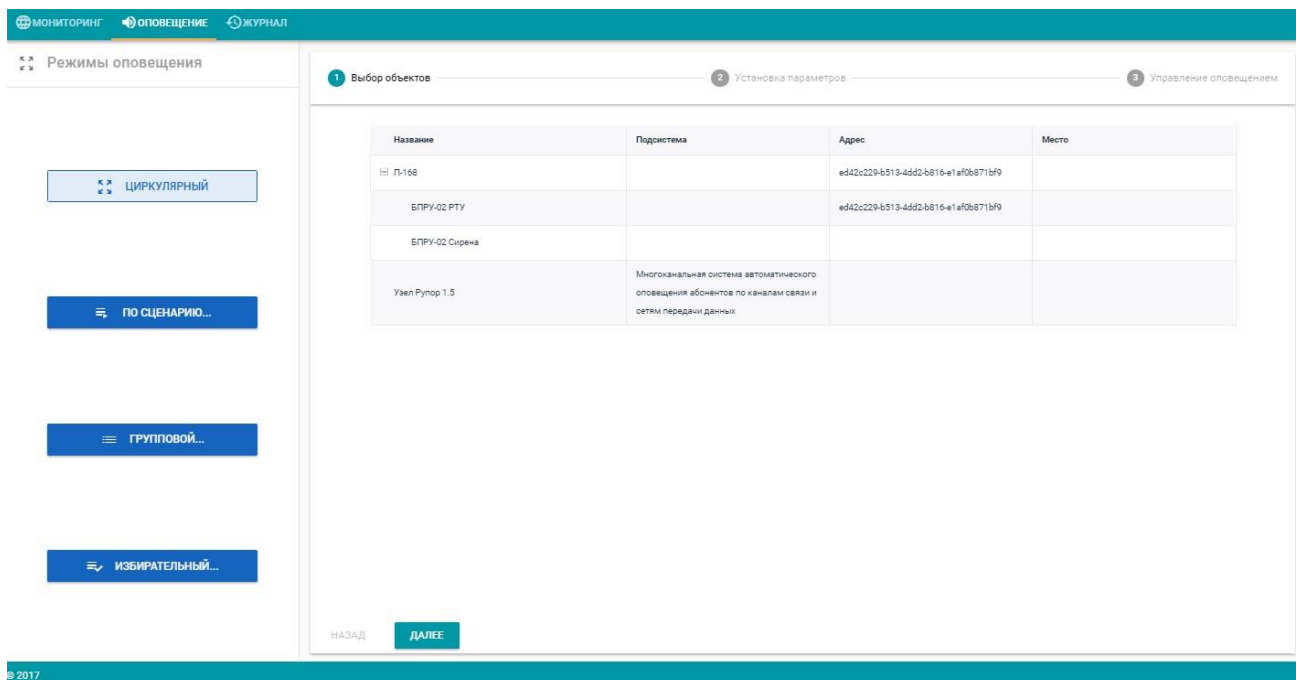 МОНИТОРИНГ ОПОВЕЩЕНИЕ ЖУРНАЛ
Режимы оповещения
ЦИРКУЛЯРНЫЙ
ПО СЦЕНАРИЮ...
ГРУППОВОЙ...
ИЗБИРАТЕЛЬНЫЙ...
1 Выбор объектов 2 Установка параметров 3 Управление оповещением
Название Подсистема Адрес Место
П-168 ed42c229-b513-4dd2-b816-e1af0b871bf9
БПРУ-02 РТУ ed42c229-b513-4dd2-b816-e1af0b871bf9
БПРУ-02 Сирена
Узел Рупор 1.5
Многоканальная система автоматического
оповещения абонентов по каналам связи и
сетям передачи данных
НАЗАД ДАЛЕЕ
© 2017